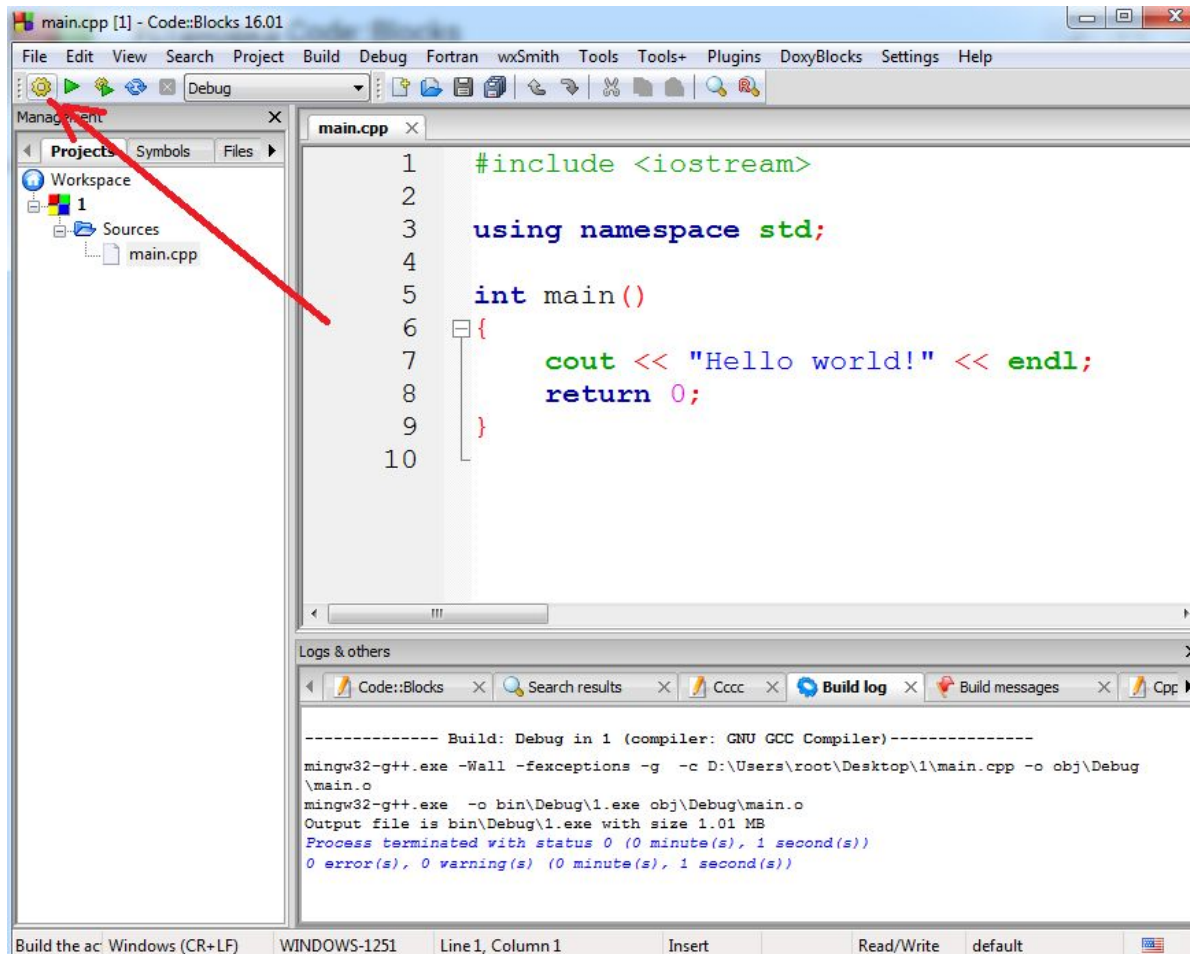 main.cpp [1] - Code::Blocks 16.01
File Edit View Search Project Build Debug Fortran wxSmith Tools Tools+ Plugins DoxyBlocks Settings Help
Debug
Management
Projects Symbols Files
Workspace
1
Sources
main.cpp
main.cpp
1 #include <iostream>
2
3 using namespace std;
4
5 int main()
6 {
7 cout << "Hello world!" << endl;
8 return 0;
9 }
10
Logs & others
Code::Blocks Search results Cccc Build log Build messages Cpp
-------------- Build: Debug in 1 (compiler: GNU GCC Compiler)---------------
mingw32-g++.exe -Wall -fexceptions -g -c D:\Users\root\Desktop\1\main.cpp -o obj\Debug
\main.o
mingw32-g++.exe -o bin\Debug\1.exe obj\Debug\main.o
Output file is bin\Debug\1.exe with size 1.01 MB
Process terminated with status 0 (0 minute(s), 1 second(s))
0 error(s), 0 warning(s) (0 minute(s), 1 second(s))
Build the ac Windows (CR+LF) WINDOWS-1251 Line 1, Column 1 Insert Read/Write default